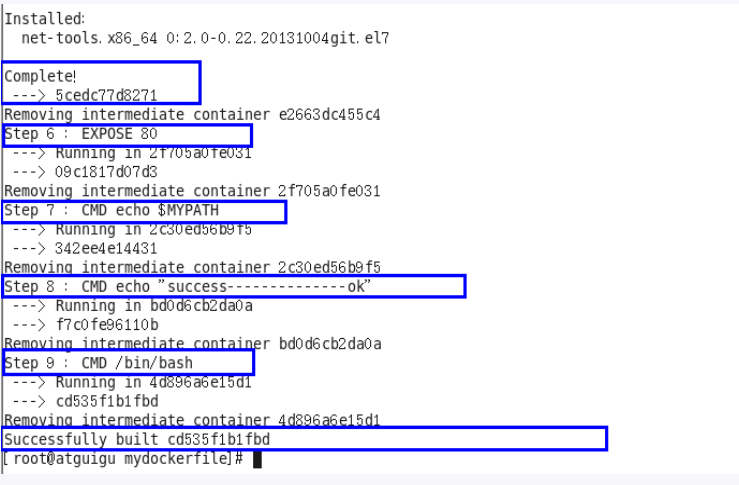 Installed:
net-tools.x86_64 0:2.0-0.22.20131004git.el7
Complete!
---> 5cedc77d8271
Removing intermediate container e2663dc455c4
Step 6 : EXPOSE 80
---> Running in 2f705a0fe031
---> 09c1817d07d3
Removing intermediate container 2f705a0fe031
Step 7 : CMD echo $MYPATH
---> Running in 2c30ed56b9f5
---> 342ee4e14431
Removing intermediate container 2c30ed56b9f5
Step 8 : CMD echo "success--------------ok"
---> Running in bd0d6cb2da0a
---> f7c0fe96110b
Removing intermediate container bd0d6cb2da0a
Step 9 : CMD /bin/bash
---> Running in 4d896a6e15d1
---> cd535f1b1fbd
Removing intermediate container 4d896a6e15d1
Successfully built cd535f1b1fbd
[root@atguigu mydockerfile]#